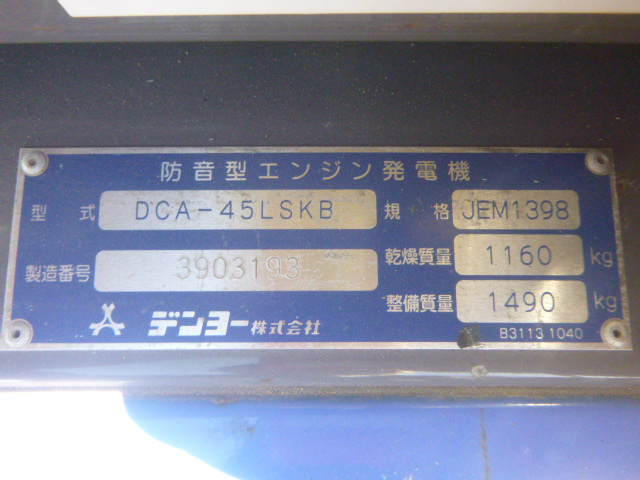 防音型エンジン発電機
型式 DCA-45LSKB 規格 JEM1398
製造番号 3903193 乾燥質量 1160 kg
整備質量 1490 kg
デンヨー株式会社 B3113 1040